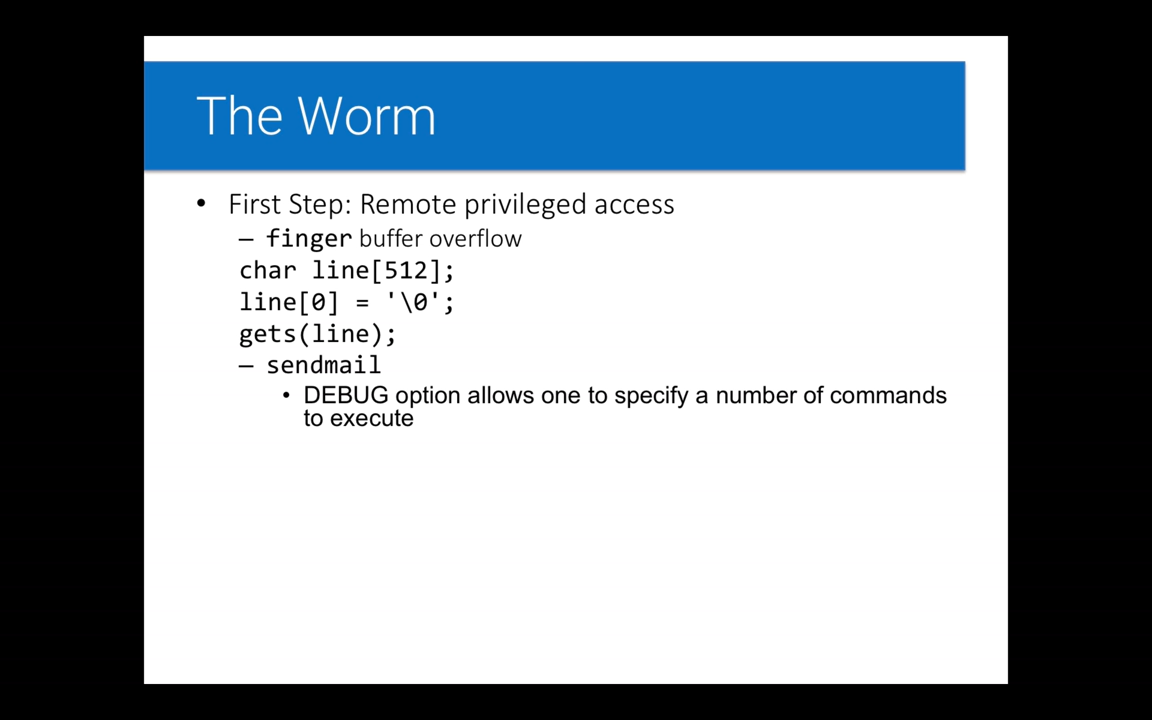 The Worm
• First Step: Remote privileged access
– finger buffer overflow
char line[512];
line[0] = '\0';
gets(line);
– sendmail
• DEBUG option allows one to specify a number of commands
to execute